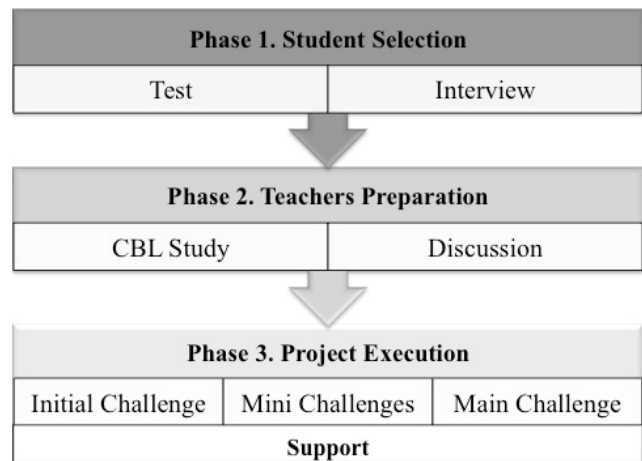 Phase 1. Student Selection
Test Interview
Phase 2. Teachers Preparation
CBL Study Discussion
Phase 3. Project Execution
Initial Challenge Mini Challenges Main Challenge
Support